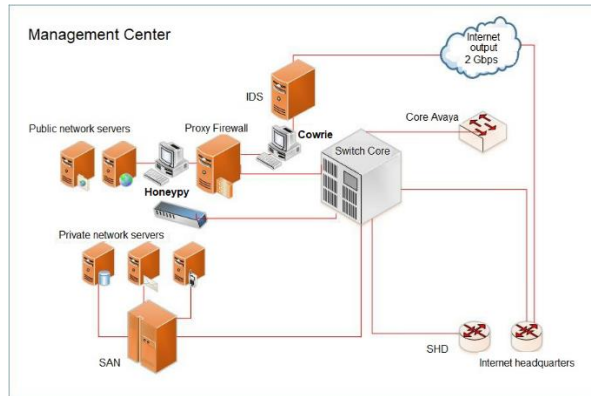 Management Center
Internet
output
2 Gbps
IDS
Core Avaya
Public network servers
Proxy Firewall
Cowrie
Switch Core
Honeypy
Private network servers
SAN
SHD
Internet headquarters